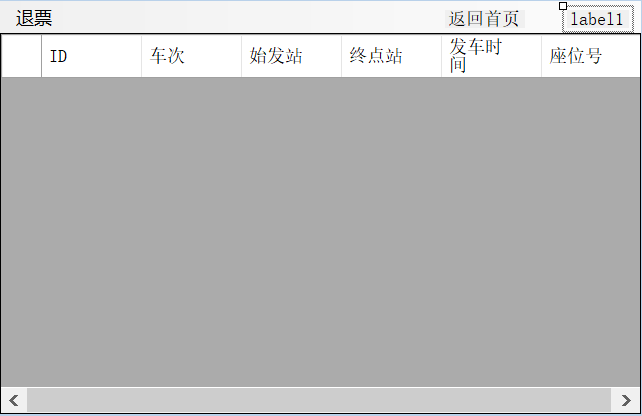 退票
返回首页 label1
ID 车次 始发站 终点站 发车时 座位号
间